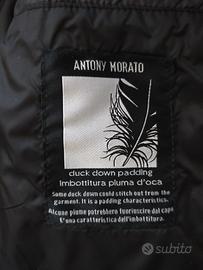 ANTONY MORATO
duck down padding
imbottitura piuma d'oca
Some duck down could stitch out from the
garment. It is a padding characteristics.
Alcune piume potrebbero fuoriuscire dal capo
E'una caratteristica dell'imbottitura.
subito